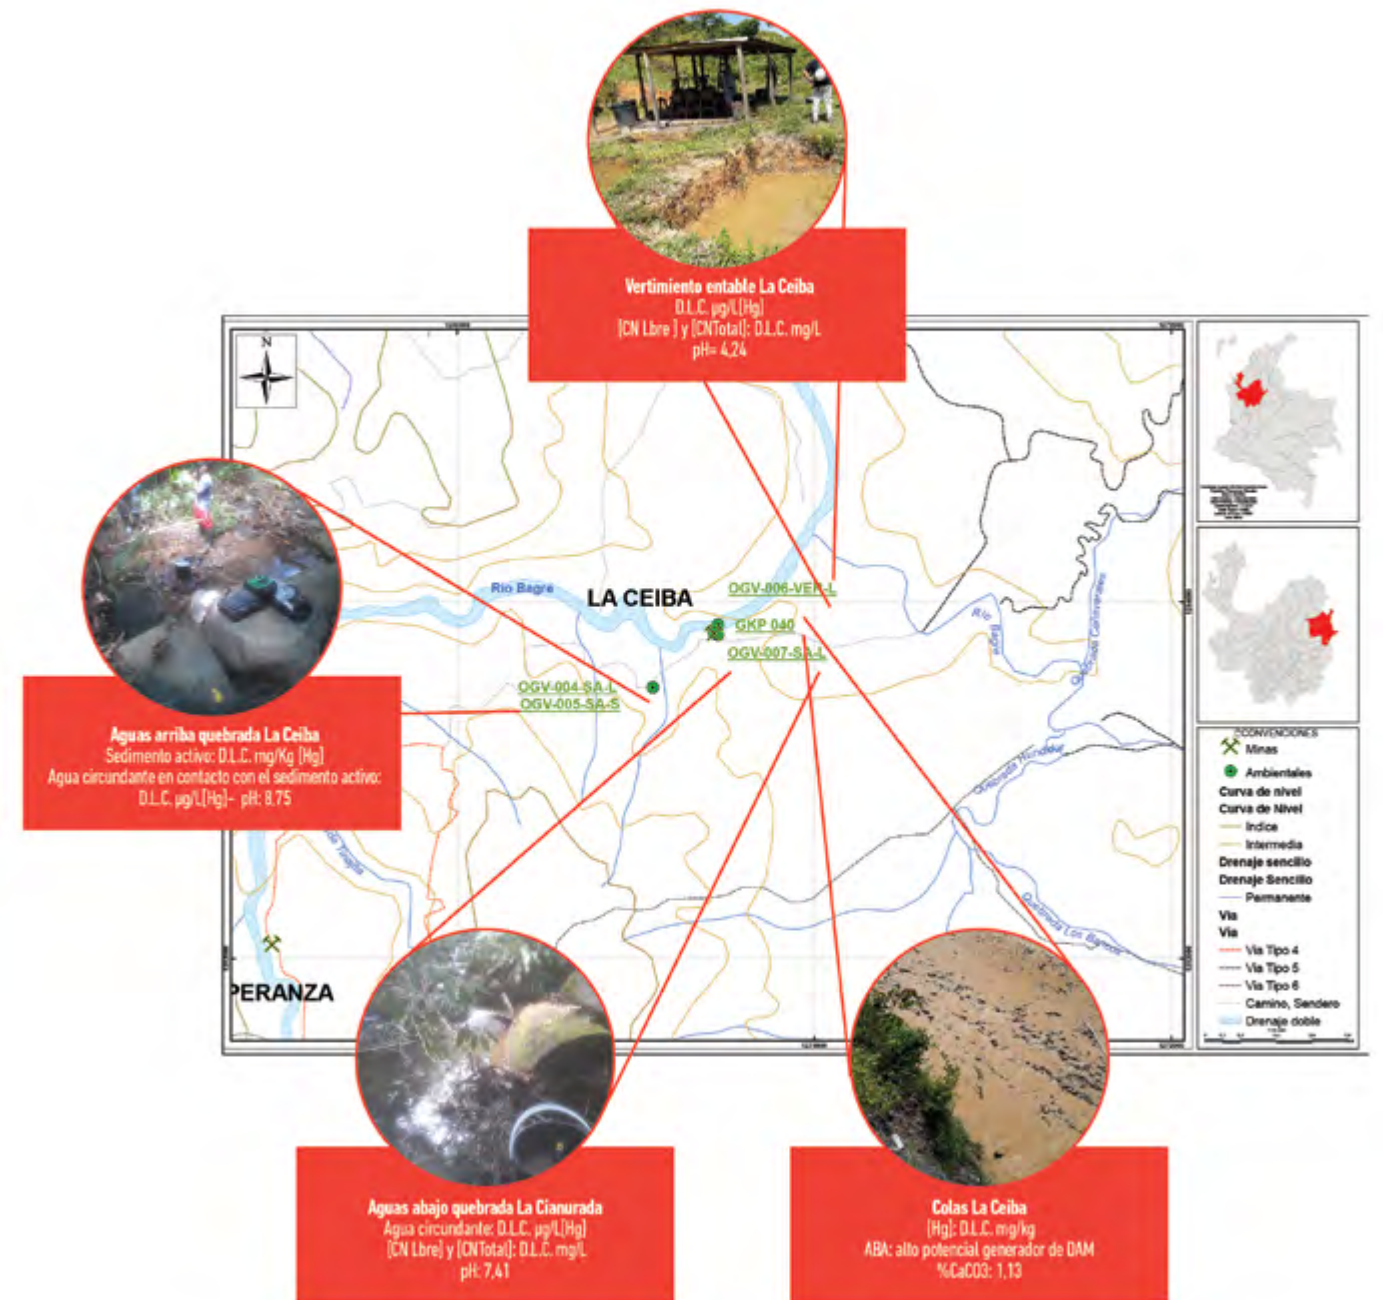 Vertimiento entable La Ceiba
D.L.C. µg/L[Hg]
[CN Lbre ] y [CNTotal]: D.L.C. mg/L
pH= 4,24
N
Rio Bagre
LA CEIBA
OGV-006-VER-L
GKP 040
OGV-007-SA-L
OGV-004-SA-L
OGV-005-SA-S
Rio Bagre
Quebrada Canaverales
Aguas arriba quebrada La Ceiba
Sedimento activo: D.L.C. mg/Kg [Hg]
Agua circundante en contacto con el sedimento activo:
D.L.C. µg/L[Hg]- pH: 8.75
Quebrada
Quebrada Los
PERANZA
CONVENCIONES
Minas
Ambientales
Curva de nivel
Curva de Nivel
Indice
Intermedia
Drenaje sencillo
Drenaje Sencillo
Permanente
Via
Via
Via Tipo 4
Via Tipo 5
Via Tipo 6
Camino, Sendero
Drenaje doble
Aguas abajo quebrada La Cianurada
Agua circundante: D.L.C. µg/L[Hg]
[CN Lbre] y [CNTotal]: D.L.C. mg/L
pH: 7,41
Colas La Ceiba
[Hg]: D.L.C. mg/kg
ABA: alto potencial generador de DAM
%CaCO3: 1,13